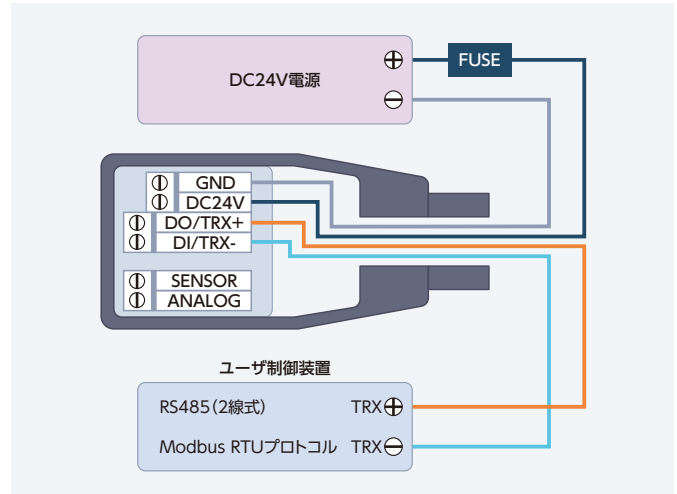 DC24V電源
FUSE
GND
DC24V
DO/TRX+
DI/TRX-
SENSOR
ANALOG
ユーザ制御装置
RS485(2線式) TRX
Modbus RTUプロトコル TRX